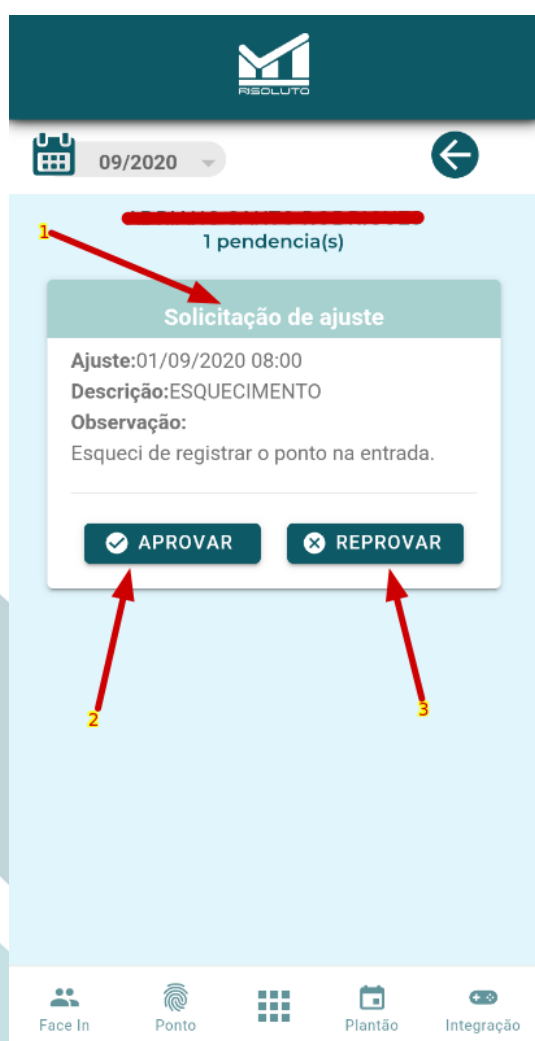 RISOLUTO
09/2020
1
1 pendencia(s)
Solicitação de ajuste
Ajuste:01/09/2020 08:00
Descrição:ESQUECIMENTO
Observação:
Esqueci de registrar o ponto na entrada.
APROVAR REPROVAR
2 3
Face In Ponto Plantão Integração